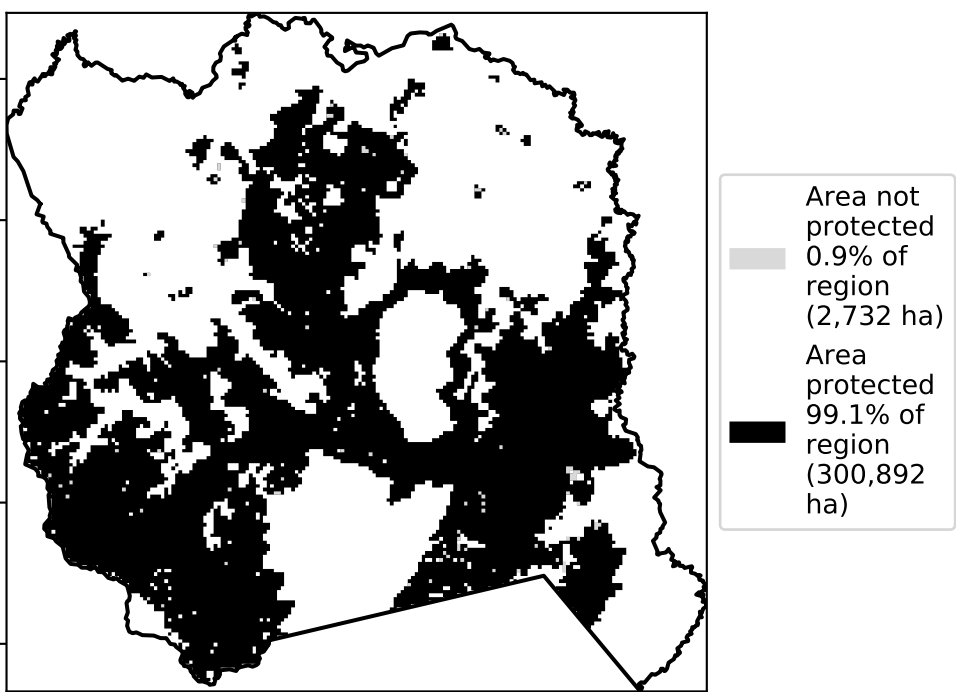 Area not
protected
0.9% of
region
(2,732 ha)
Area
protected
99.1% of
region
(300,892
ha)